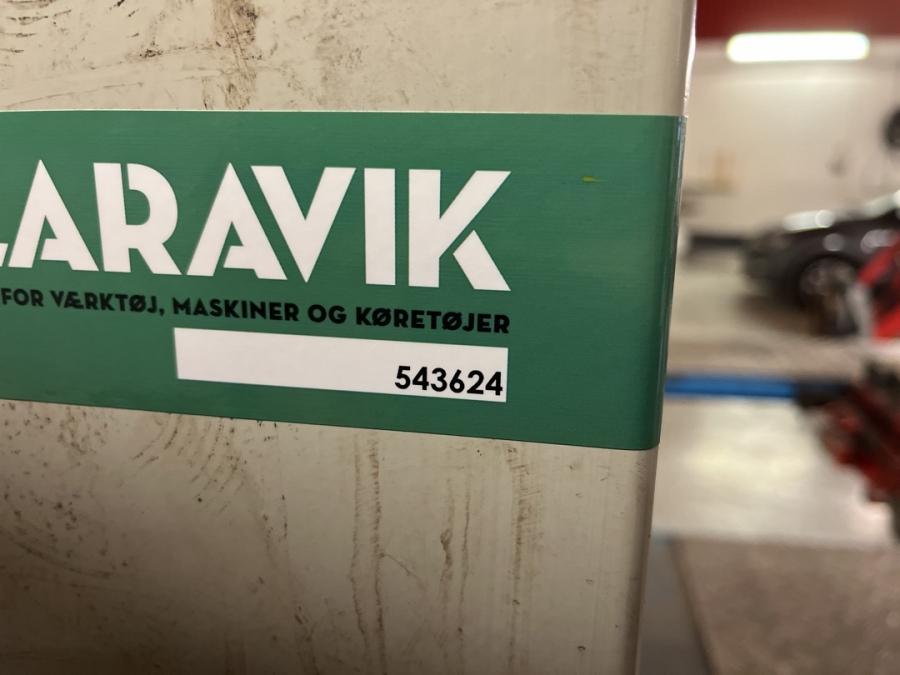 LARAVIK
FOR VÆRKTØJ, MASKINER OG KØRETØJER
543624